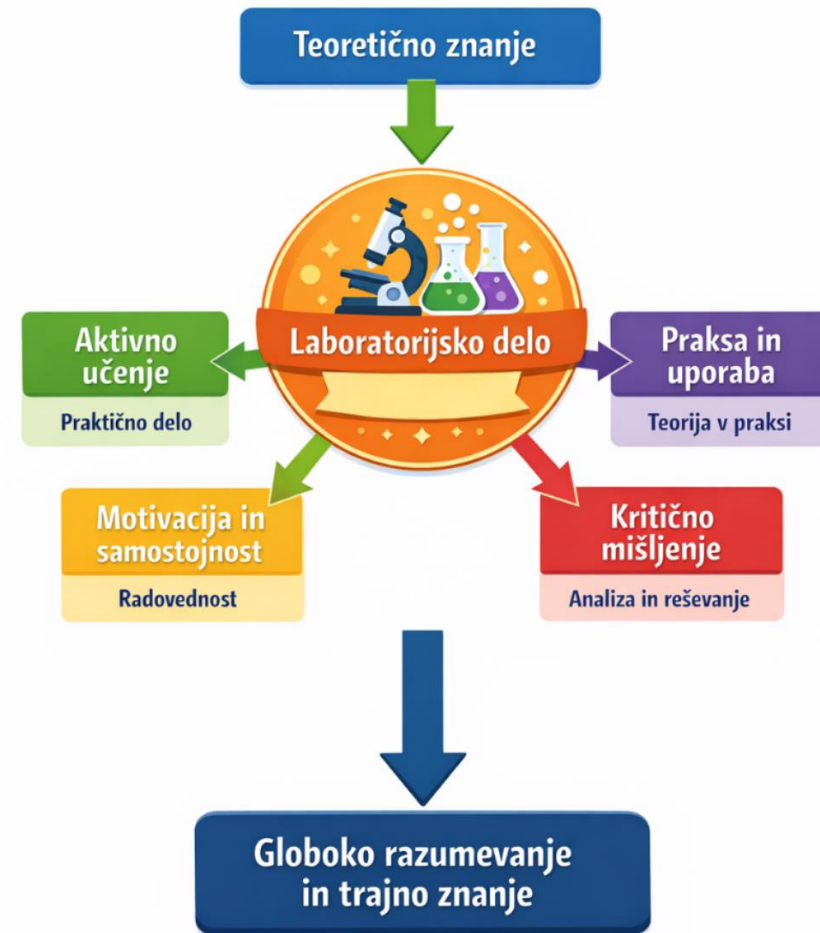 Teoretično znanje
Laboratorijsko delo
Aktivno
učenje
Praktično delo
Praksa in
uporaba
Teorija v praksi
Motivacija in
samostojnost
Radovednost
Kritično
mišljenje
Analiza in reševanje
Globoko razumevanje
in trajno znanje